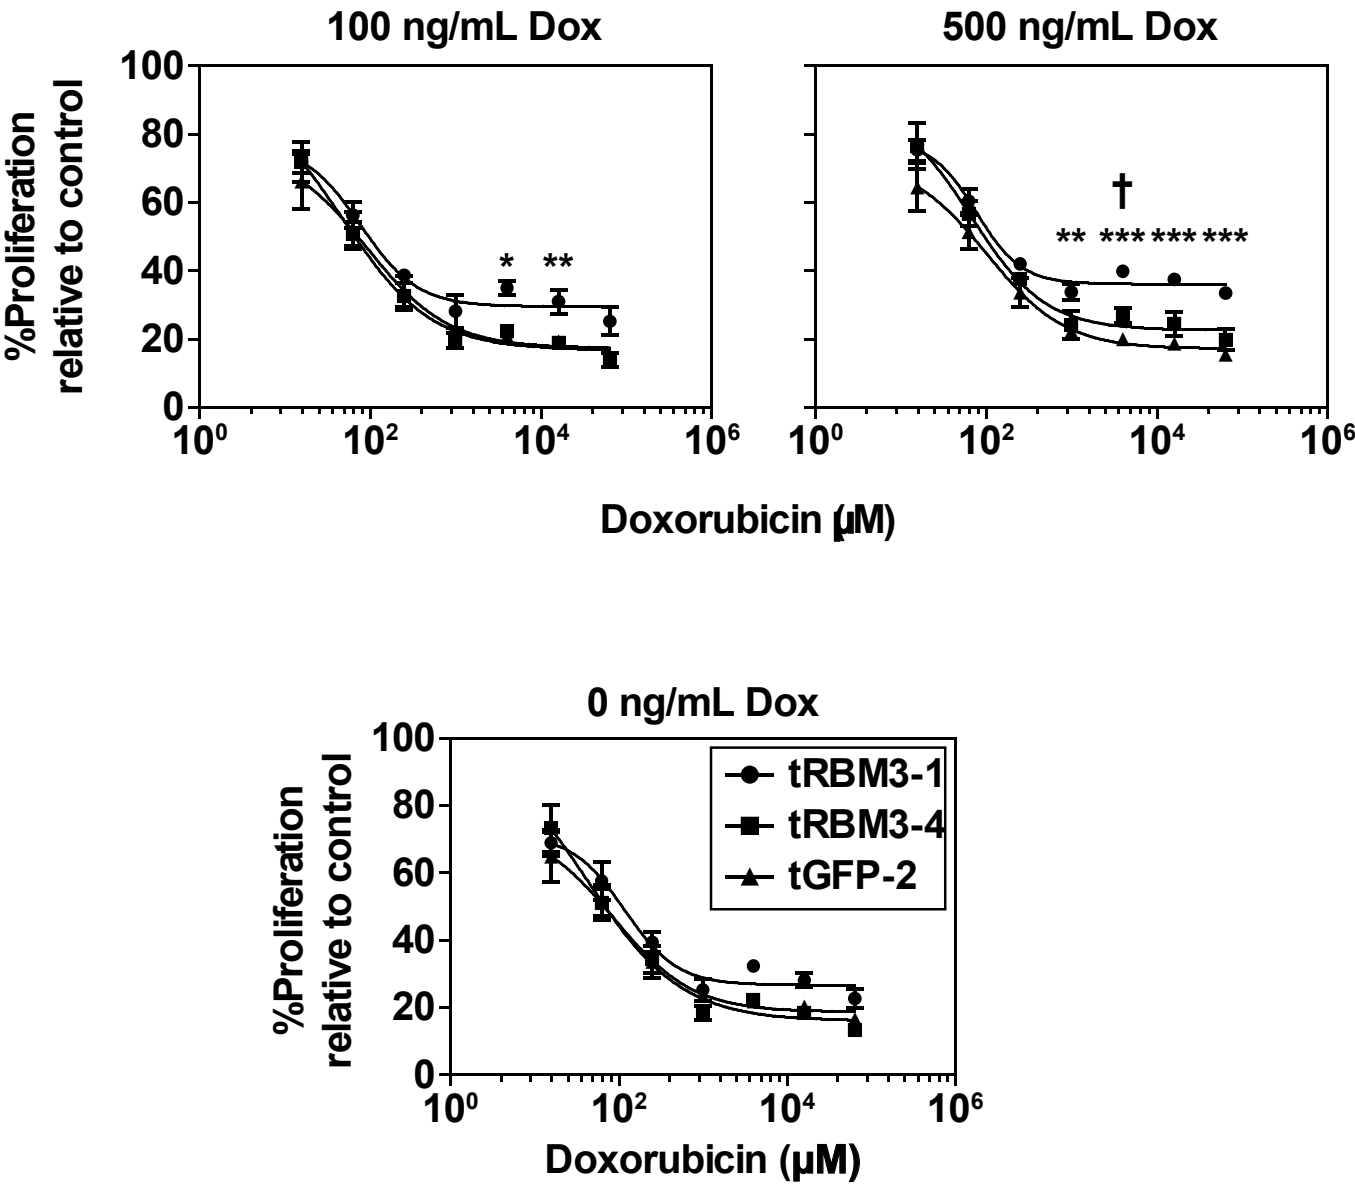 100 ng/mL Dox
500 ng/mL Dox
%Proliferation
relative to control
100
80
60
40
20
0
* **
†
** *** *** ***
10⁰ 10² 10⁴ 10⁶
10⁰ 10² 10⁴ 10⁶
Doxorubicin (µM)
0 ng/mL Dox
%Proliferation
relative to control
100
80
60
40
20
0
tRBM3-1
tRBM3-4
tGFP-2
10⁰ 10² 10⁴ 10⁶
Doxorubicin (µM)